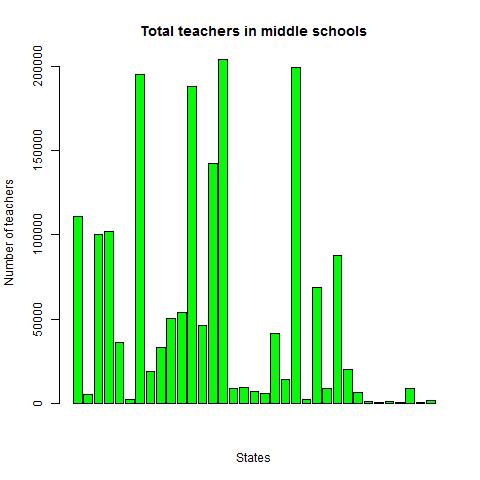 Total teachers in middle schools
200000
150000
100000
50000
0
Number of teachers
States